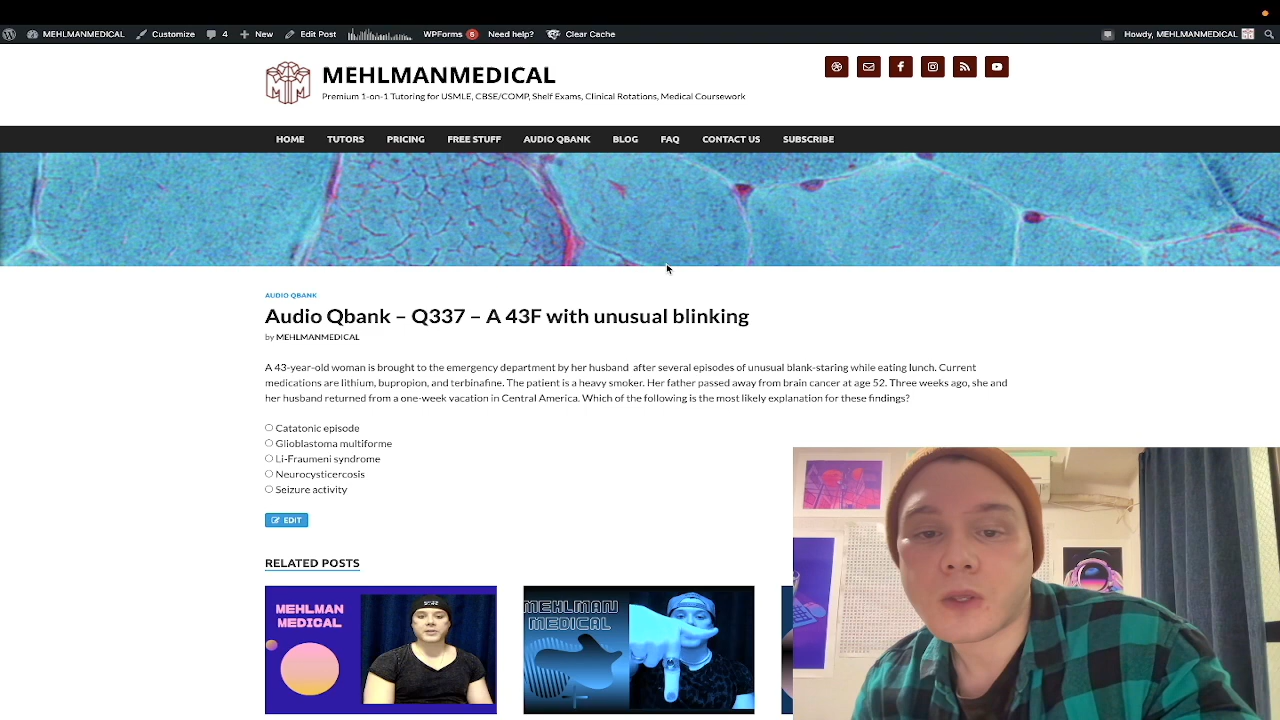 MEHLMANMEDICAL Customize 4 New Edit Post WPForms 5 Need help? Clear Cache Howdy, MEHLMANMEDICAL
MEHLMANMEDICAL
Premium 1-on-1 Tutoring for USMLE, CBSE/COMP, Shelf Exams, Clinical Rotations, Medical Coursework
HOME TUTORS PRICING FREE STUFF AUDIO QBANK BLOG FAQ CONTACT US SUBSCRIBE
AUDIO QBANK
Audio Qbank – Q337 – A 43F with unusual blinking
by MEHLMANMEDICAL
A 43-year-old woman is brought to the emergency department by her husband after several episodes of unusual blank-staring while eating lunch. Current
medications are lithium, bupropion, and terbinafine. The patient is a heavy smoker. Her father passed away from brain cancer at age 52. Three weeks ago, she and
her husband returned from a one-week vacation in Central America. Which of the following is the most likely explanation for these findings?
Catatonic episode
Glioblastoma multiforme
Li-Fraumeni syndrome
Neurocysticercosis
Seizure activity
EDIT
RELATED POSTS
MEHLMAN
MEDICAL
MEHLMAN
MEDICAL